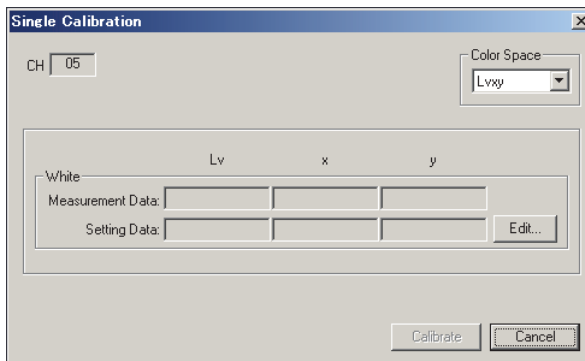 Single Calibration
CH 05
Color Space
Lvxy
Lv x y
White
Measurement Data:
Setting Data: Edit...
Calibrate Cancel